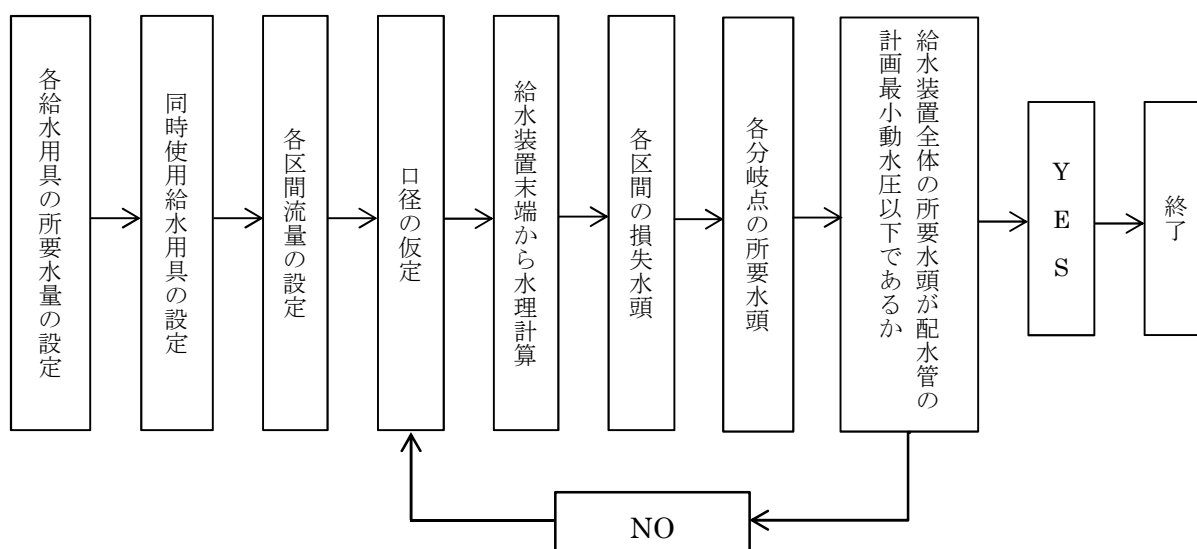 各給水用具の所要水量の設定
同時使用給水用具の設定
各区間流量の設定
口径の仮定
給水装置末端から水理計算
各区間の損失水頭
各分岐点の所要水頭
給水装置全体の所要水頭が配水管の
計画最小動水圧以下であるか
YES
終了
NO